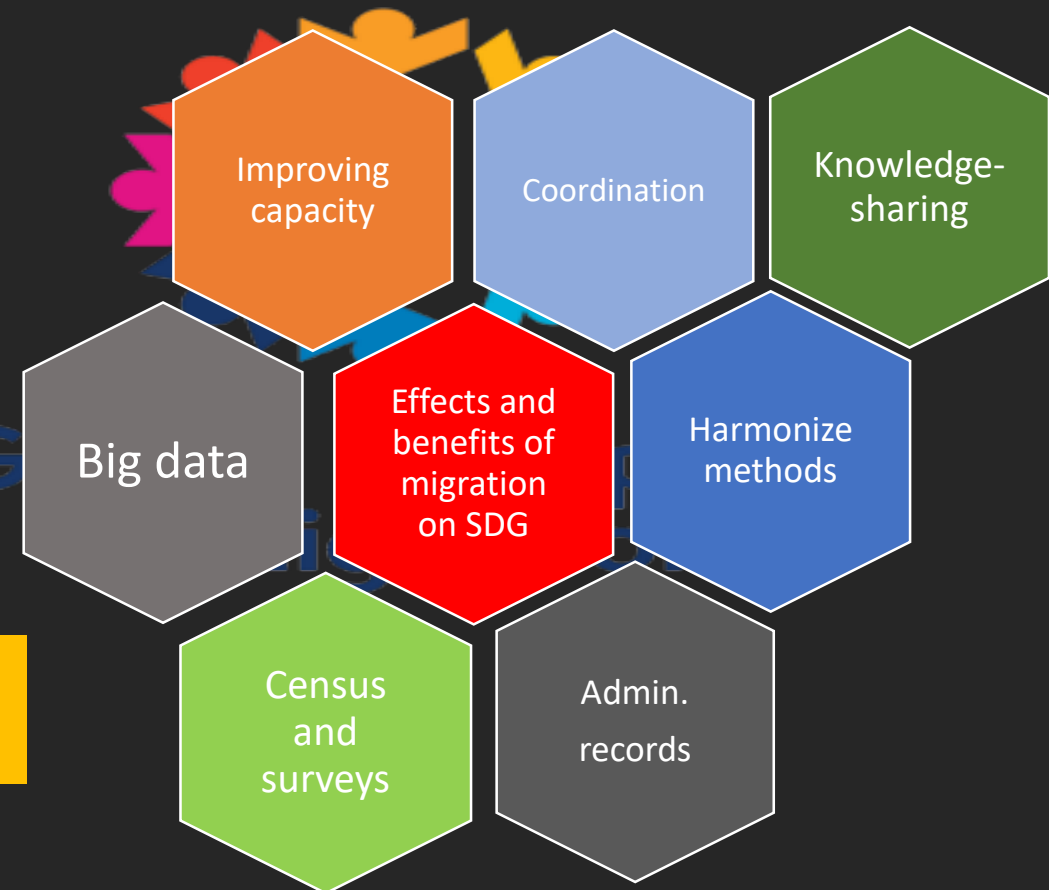 Improving
capacity
Coordination
Knowledge-
sharing
Big data
Effects and
benefits of
migration
on SDG
Harmonize
methods
Census
and
surveys
Admin.
records